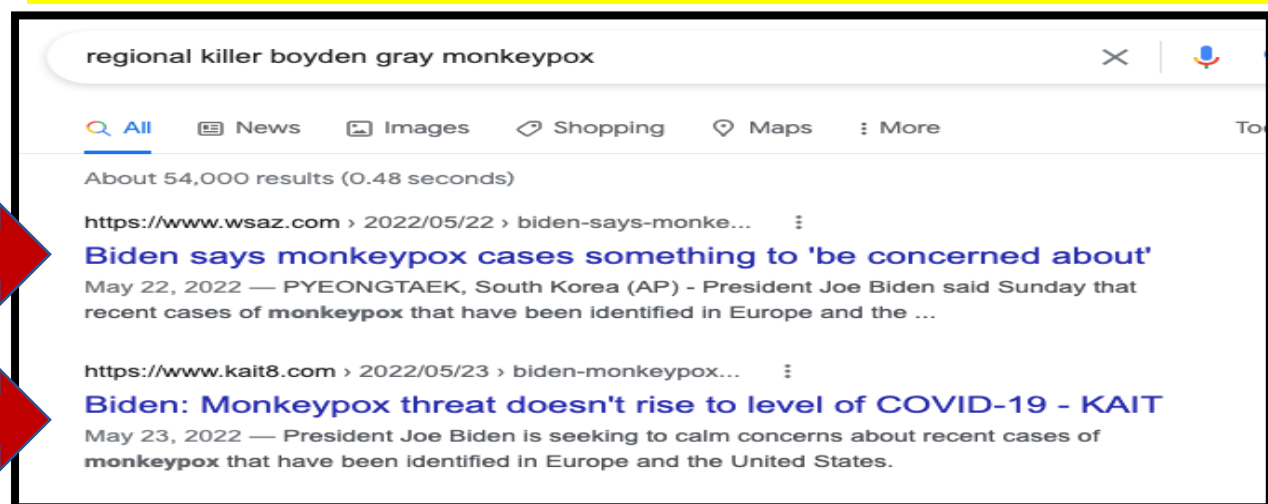 regional killer boyden gray monkeypox
All News Images Shopping Maps More
About 54,000 results (0.48 seconds)
https://www.wsaz.com › 2022/05/22 › biden-says-monke...
Biden says monkeypox cases something to 'be concerned about'
May 22, 2022 — PYEONGTAEK, South Korea (AP) - President Joe Biden said Sunday that
recent cases of monkeypox that have been identified in Europe and the ...
https://www.kait8.com › 2022/05/23 › biden-monkeypox...
Biden: Monkeypox threat doesn't rise to level of COVID-19 - KAIT
May 23, 2022 — President Joe Biden is seeking to calm concerns about recent cases of
monkeypox that have been identified in Europe and the United States.